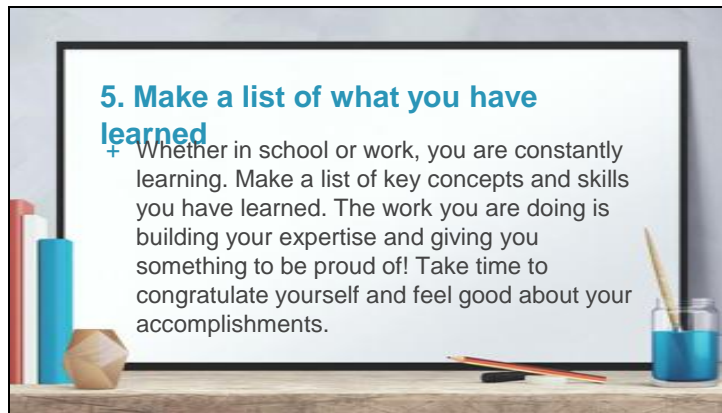 5. Make a list of what you have
learned
+ Whether in school or work, you are constantly
learning. Make a list of key concepts and skills
you have learned. The work you are doing is
building your expertise and giving you
something to be proud of! Take time to
congratulate yourself and feel good about your
accomplishments.